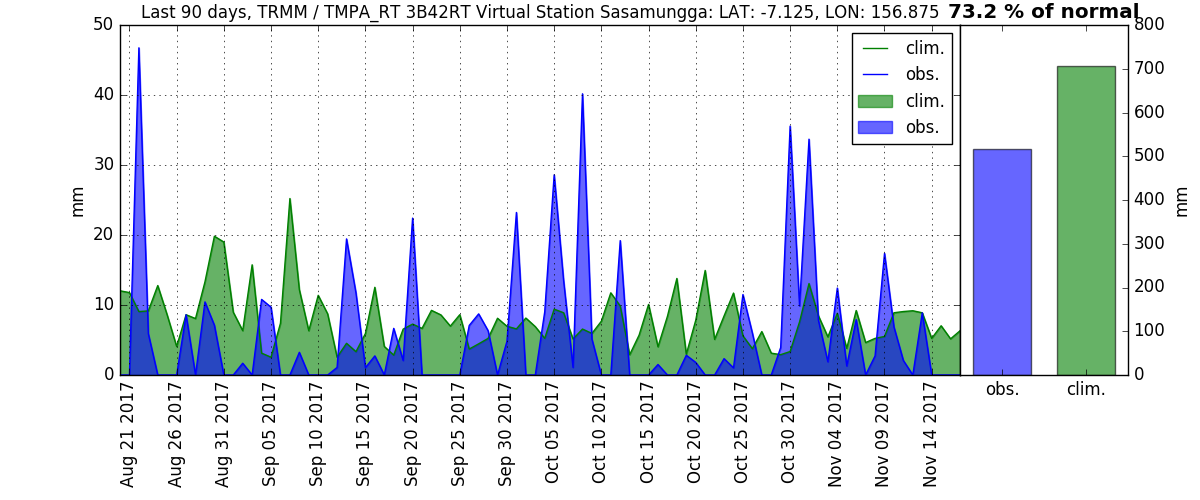 Last 90 days, TRMM / TMPA_RT 3B42RT Virtual Station Sasamungga: LAT: -7.125, LON: 156.875 73.2 % of normal
50
40
30
20
10
0
mm
clim.
obs.
clim.
obs.
800
700
600
500
400
300
200
100
0
mm
Aug 21 2017
Aug 26 2017
Aug 31 2017
Sep 05 2017
Sep 10 2017
Sep 15 2017
Sep 20 2017
Sep 25 2017
Sep 30 2017
Oct 05 2017
Oct 10 2017
Oct 15 2017
Oct 20 2017
Oct 25 2017
Oct 30 2017
Nov 04 2017
Nov 09 2017
Nov 14 2017
obs.
clim.